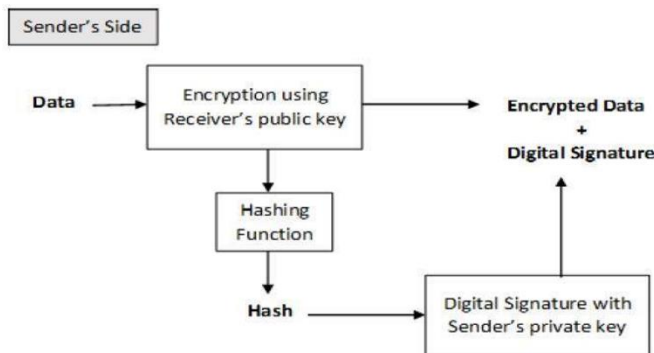 Sender's Side
Data
Encryption using
Receiver's public key
Encrypted Data
+
Digital Signature
Hashing
Function
Hash
Digital Signature with
Sender's private key